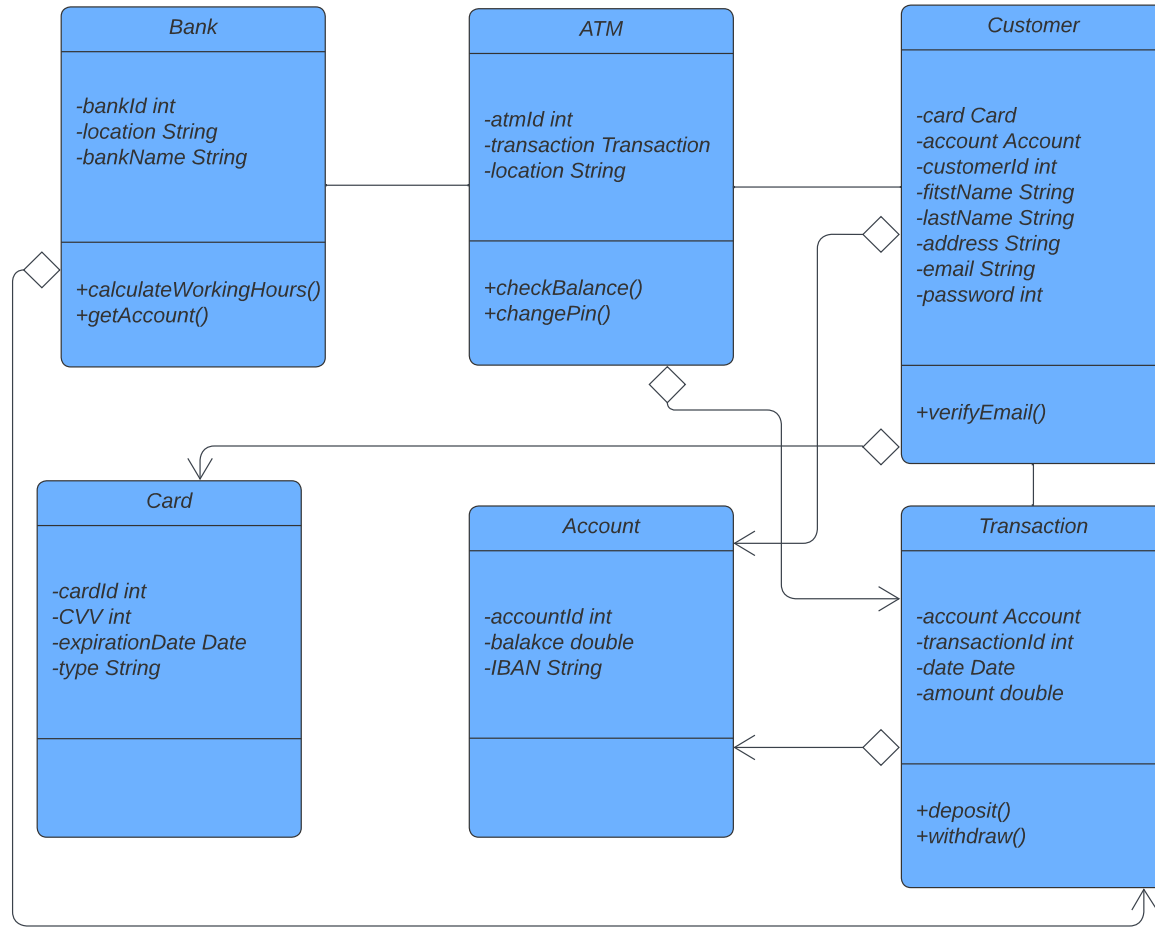 Bank
-bankId int
-location String
-bankName String
+calculateWorkingHours()
+getAccount()
ATM
-atmId int
-transaction Transaction
-location String
+checkBalance()
+changePin()
Customer
-card Card
-account Account
-customerId int
-fitstName String
-lastName String
-address String
-email String
-password int
+verifyEmail()
Card
-cardId int
-CVV int
-expirationDate Date
-type String
Account
-accountId int
-balakce double
-IBAN String
Transaction
-account Account
-transactionId int
-date Date
-amount double
+deposit()
+withdraw()